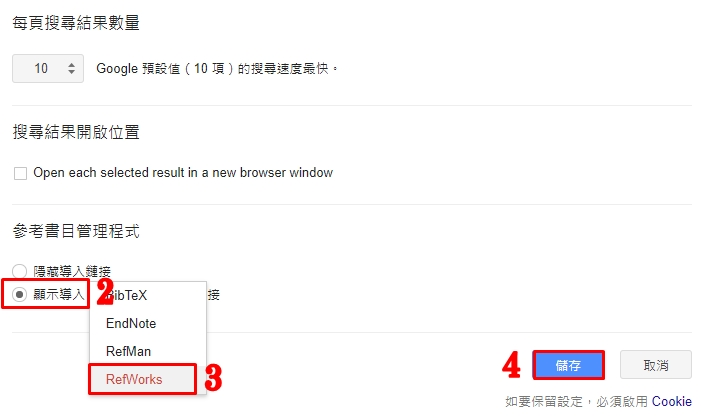 每頁搜尋結果數量
10 Google 預設值（10 項）的搜尋速度最快。
搜尋結果開啟位置
Open each selected result in a new browser window
參考書目管理程式
隱藏導入鏈接
顯示導入 2 BibTeX 接
EndNote
RefMan
RefWorks 3
4 儲存 取消
如要保留設定，必須啟用 Cookie